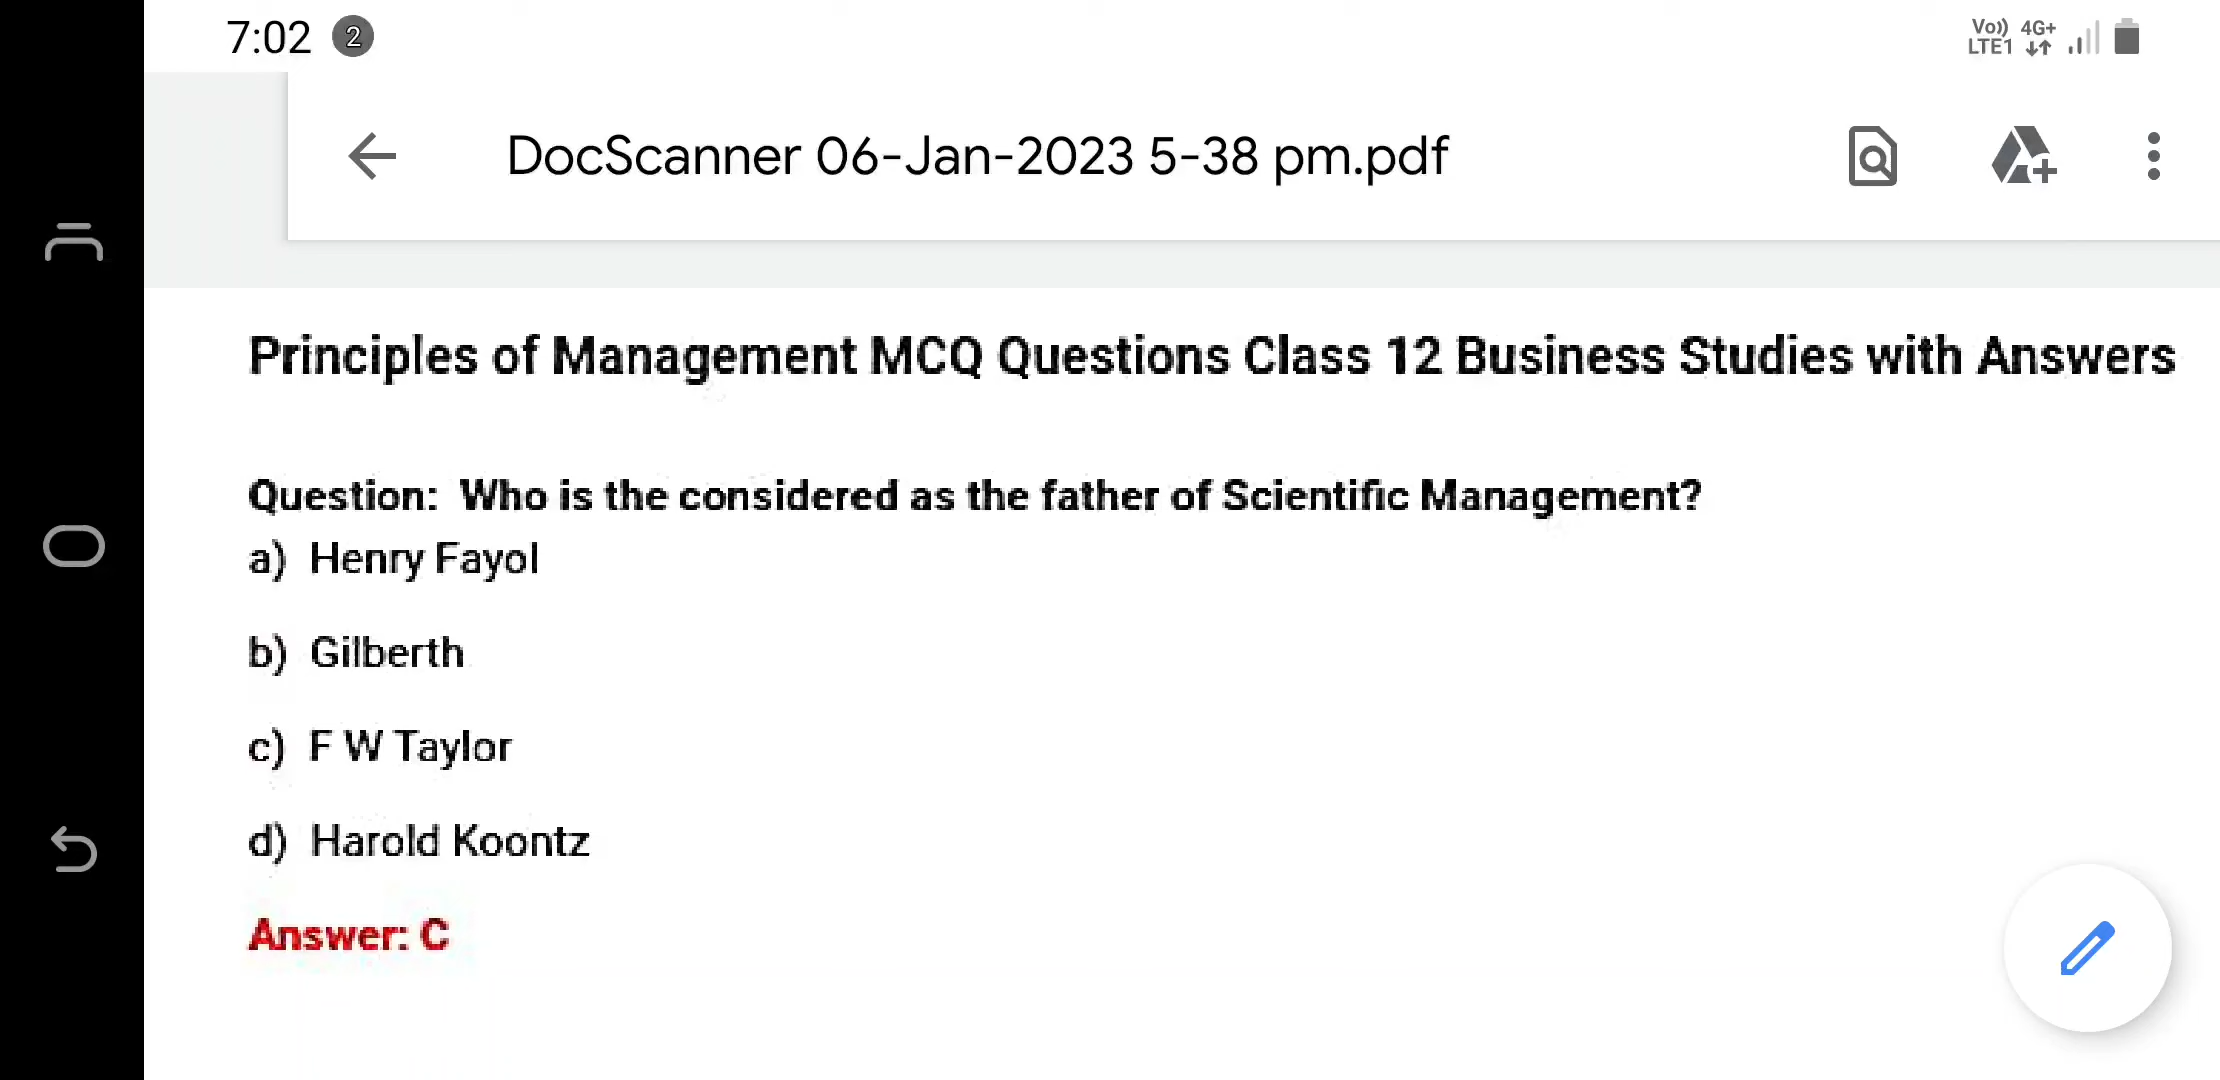 7:02 2
Vo)) 4G+
LTE1
DocScanner 06-Jan-2023 5-38 pm.pdf
Principles of Management MCQ Questions Class 12 Business Studies with Answers
Question: Who is the considered as the father of Scientific Management?
a) Henry Fayol
b) Gilberth
c) F W Taylor
d) Harold Koontz
Answer: C